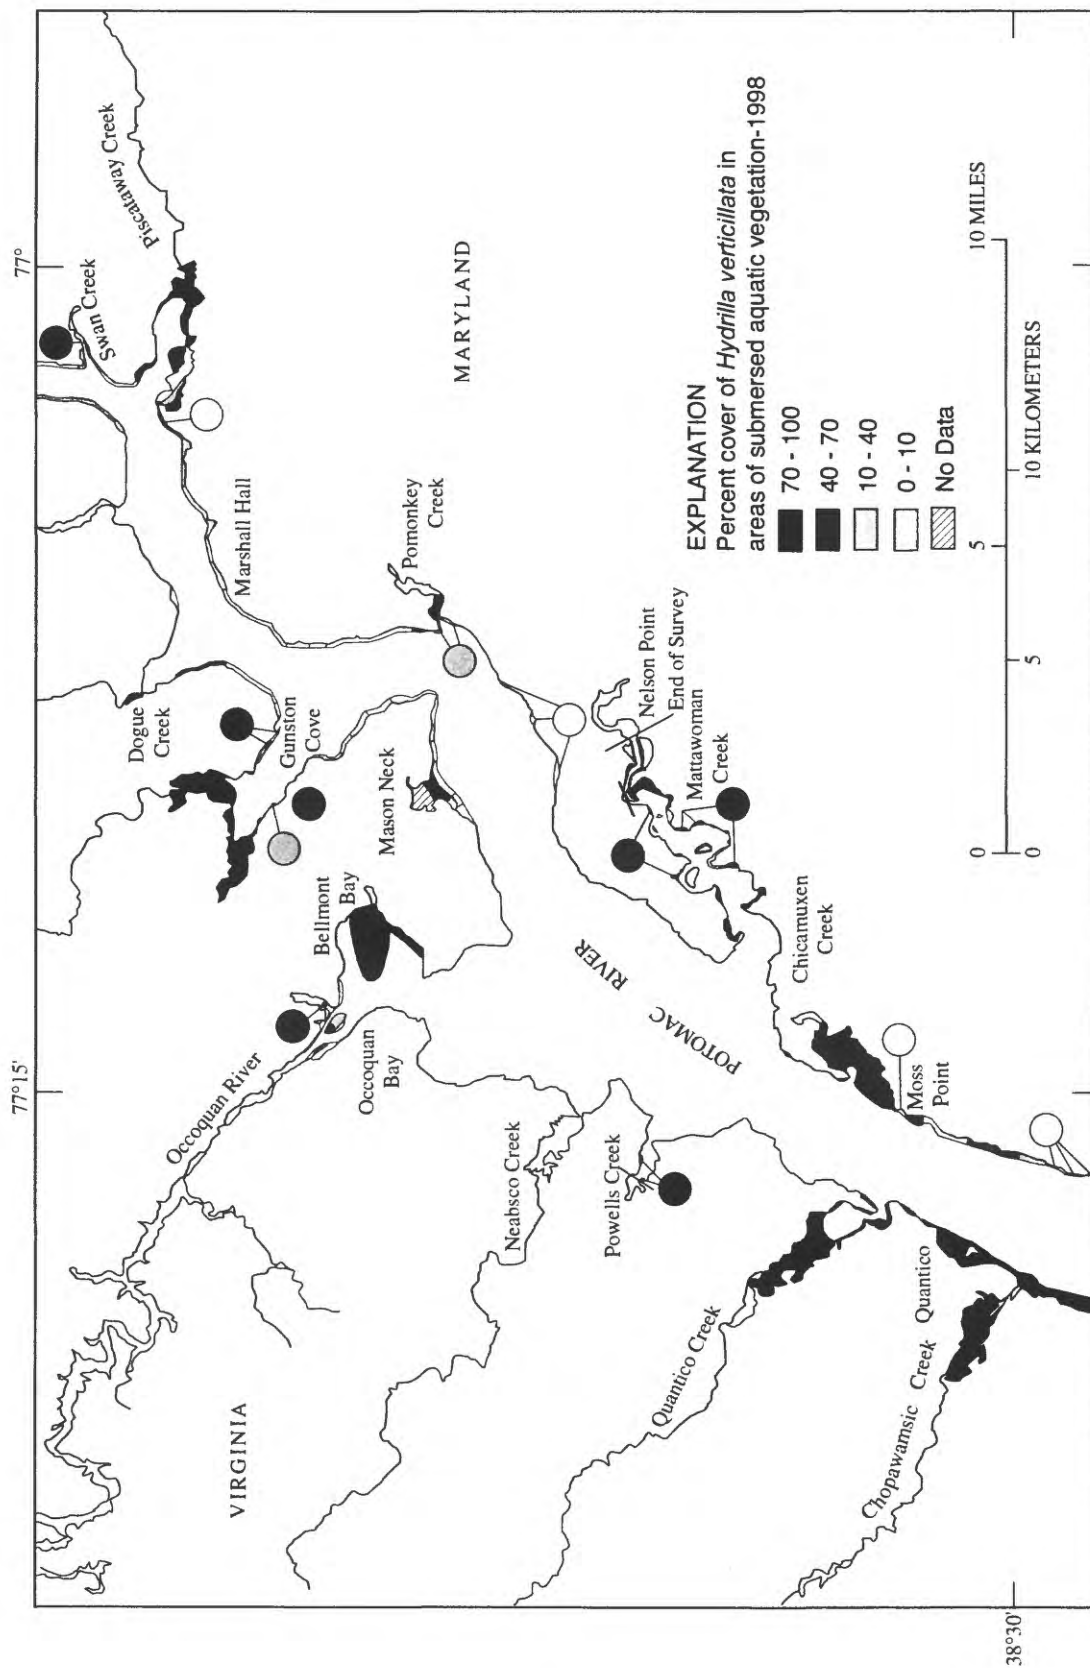 77°15'
77°
38°30'
Swan Creek
Piscataway Creek
Marshall Hall
MARYLAND
Dogue
Creek
Gunston
Cove
Pomonkey
Creek
Mason Neck
Bellmont
Bay
Occoquan River
Occoquan
Bay
VIRGINIA
Neabsco Creek
POTOMAC
RIVER
Nelson Point
End of Survey
Mattawoman
Creek
Chicamuxen
Creek
Powells Creek
Moss
Point
Quantico Creek
Quantico
Chopawamsic Creek
EXPLANATION
Percent cover of Hydrilla verticillata in
areas of submersed aquatic vegetation-1998
70 - 100
40 - 70
10 - 40
0 - 10
No Data
0 5 10 MILES
0 5 10 KILOMETERS